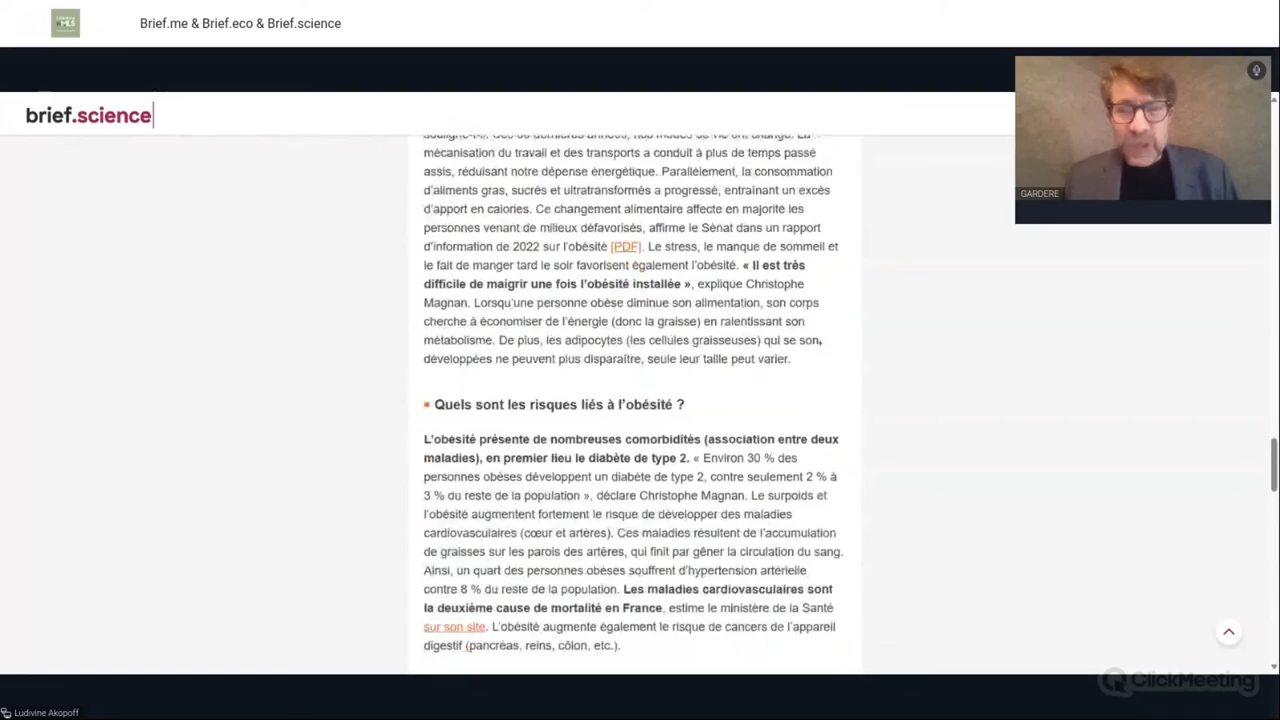 Brief.me & Brief.eco & Brief.science
brief.science
GARDERE
souligne-t-il. Ces 50 dernières années, nos modes de vie ont changé. La
mécanisation du travail et des transports a conduit à plus de temps passé
assis, réduisant notre dépense énergétique. Parallèlement, la consommation
d'aliments gras, sucrés et ultratransformés a progressé, entraînant un excès
d'apport en calories. Ce changement alimentaire affecte en majorité les
personnes venant de milieux défavorisés, affirme le Sénat dans un rapport
d'information de 2022 sur l'obésité [PDF]. Le stress, le manque de sommeil et
le fait de manger tard le soir favorisent également l'obésité. « Il est très
difficile de maigrir une fois l'obésité installée », explique Christophe
Magnan. Lorsqu'une personne obèse diminue son alimentation, son corps
cherche à économiser de l'énergie (donc la graisse) en ralentissant son
métabolisme. De plus, les adipocytes (les cellules graisseuses) qui se son
développées ne peuvent plus disparaître, seule leur taille peut varier.
Quels sont les risques liés à l'obésité ?
L'obésité présente de nombreuses comorbidités (association entre deux
maladies), en premier lieu le diabète de type 2. « Environ 30 % des
personnes obèses développent un diabète de type 2, contre seulement 2 % à
3 % du reste de la population », déclare Christophe Magnan. Le surpoids et
l'obésité augmentent fortement le risque de développer des maladies
cardiovasculaires (cœur et artères). Ces maladies résultent de l'accumulation
de graisses sur les parois des artères, qui finit par gêner la circulation du sang.
Ainsi, un quart des personnes obèses souffrent d'hypertension artérielle
contre 8 % du reste de la population. Les maladies cardiovasculaires sont
la deuxième cause de mortalité en France, estime le ministère de la Santé
sur son site. L'obésité augmente également le risque de cancers de l'appareil
digestif (pancréas, reins, côlon, etc.).
ClickMeeting
Ludivine Akopoff